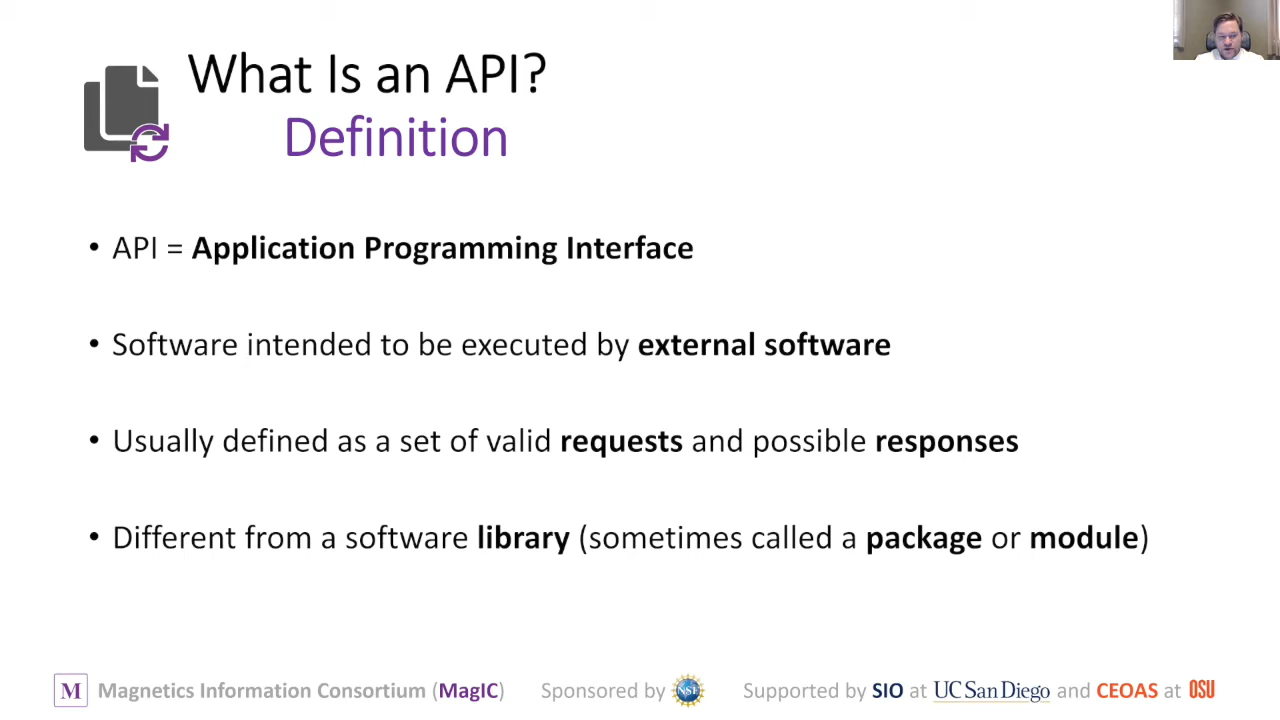 What Is an API?
Definition
• API = Application Programming Interface
• Software intended to be executed by external software
• Usually defined as a set of valid requests and possible responses
• Different from a software library (sometimes called a package or module)
M Magnetics Information Consortium (MagIC) Sponsored by NSF Supported by SIO at UC San Diego and CEOAS at OSU